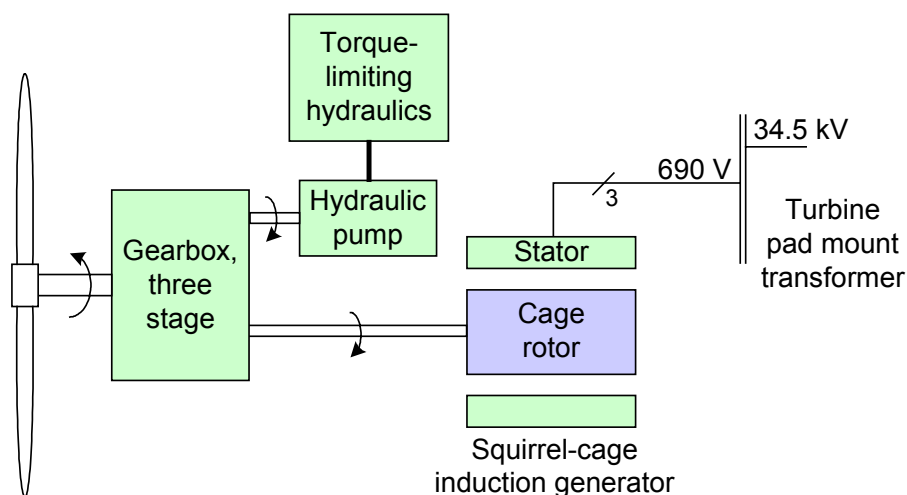 Torque-
limiting
hydraulics
34.5 kV
690 V
3
Hydraulic
pump
Gearbox,
three
stage
Stator
Turbine
pad mount
transformer
Cage
rotor
Squirrel-cage
induction generator